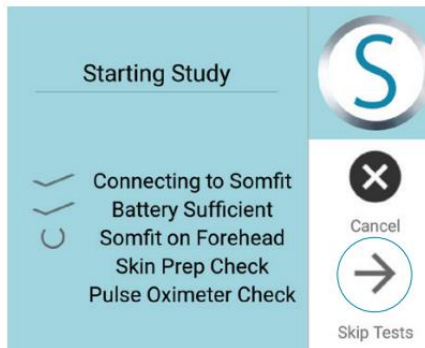 Starting Study
S
Connecting to Somfit
Battery Sufficient
Somfit on Forehead
Skin Prep Check
Pulse Oximeter Check
Cancel
Skip Tests